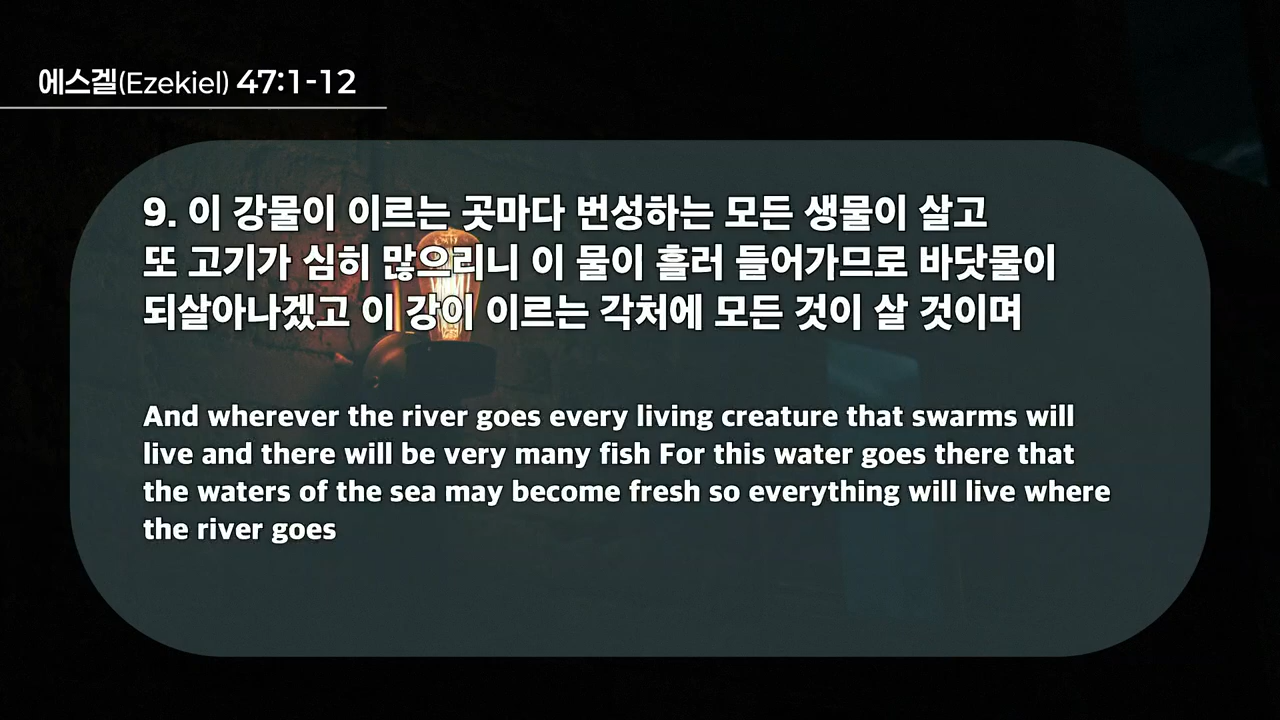 에스겔(Ezekiel) 47:1-12
9. 이 강물이 이르는 곳마다 번성하는 모든 생물이 살고
또 고기가 심히 많으리니 이 물이 흘러 들어가므로 바닷물이
되살아나겠고 이 강이 이르는 각처에 모든 것이 살 것이며
And wherever the river goes every living creature that swarms will
live and there will be very many fish For this water goes there that
the waters of the sea may become fresh so everything will live where
the river goes